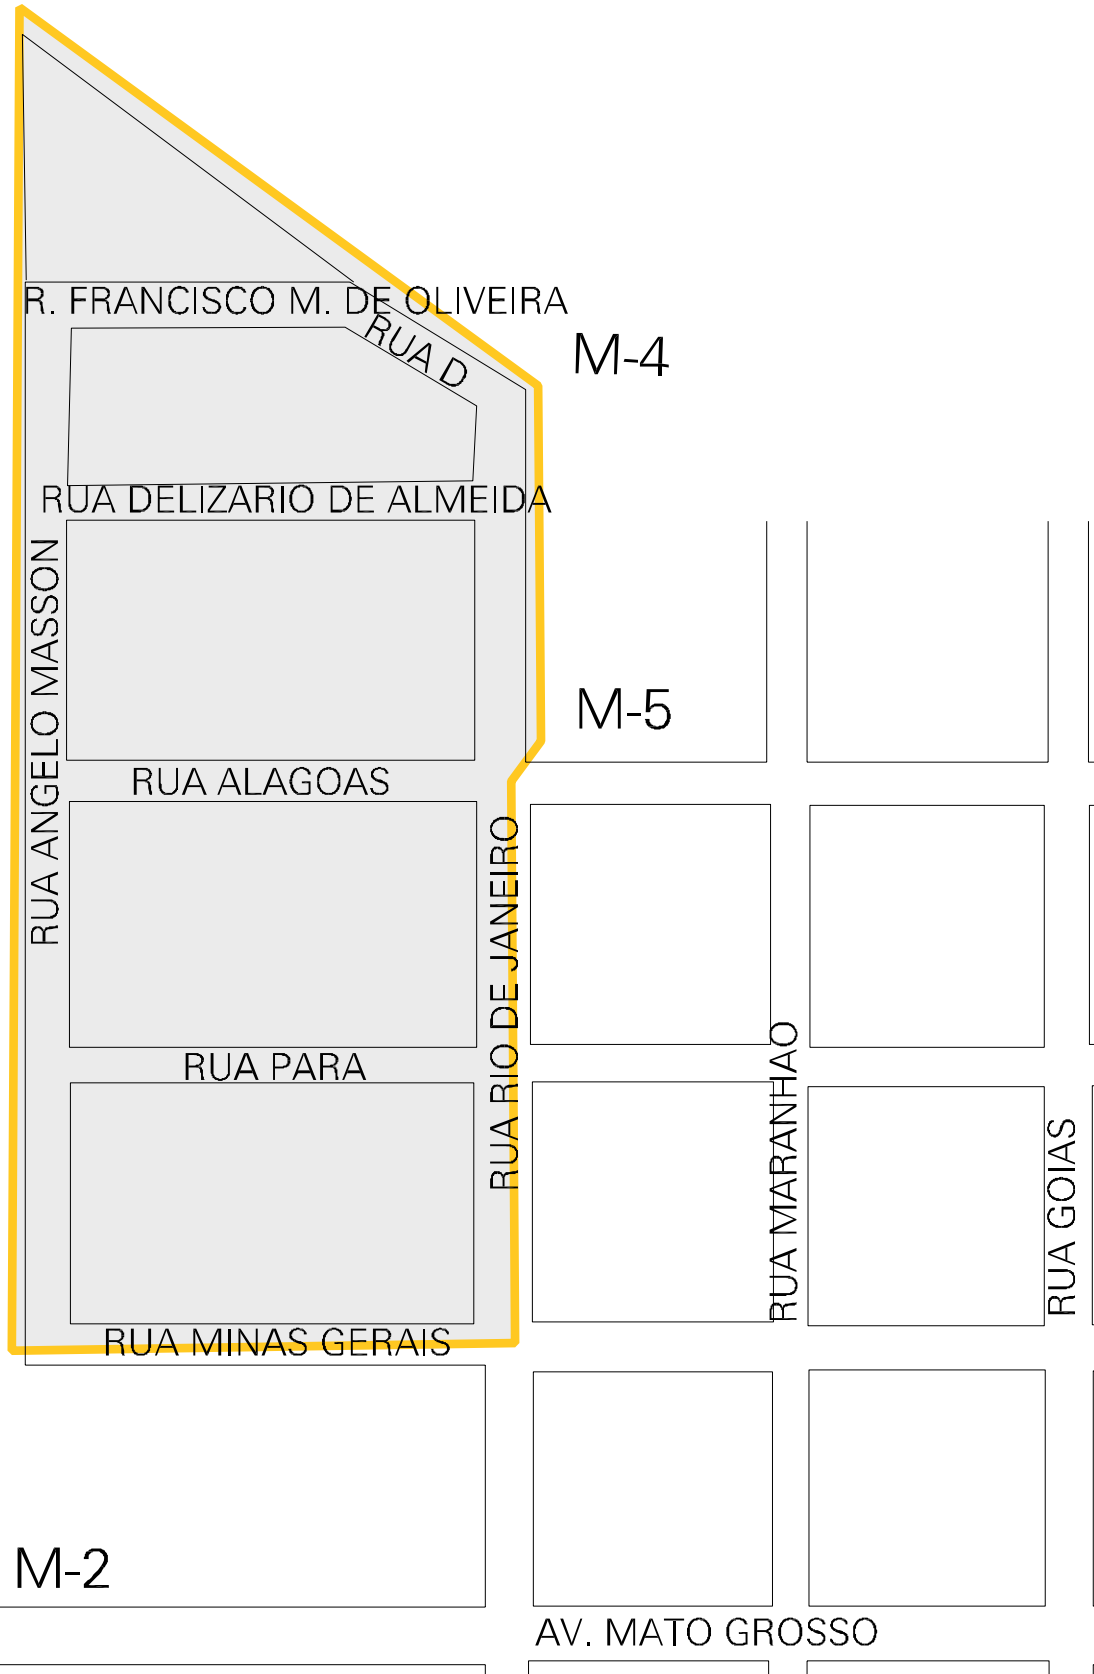 R. FRANCISCO M. DE OLIVEIRA
RUA D
M-4
RUA DELIZARIO DE ALMEIDA
RUA ANGELO MASSON
M-5
RUA ALAGOAS
RUA RIO DE JANEIRO
RUA PARA
RUA MARANHAO
RUA GOIAS
RUA MINAS GERAIS
M-2
AV. MATO GROSSO